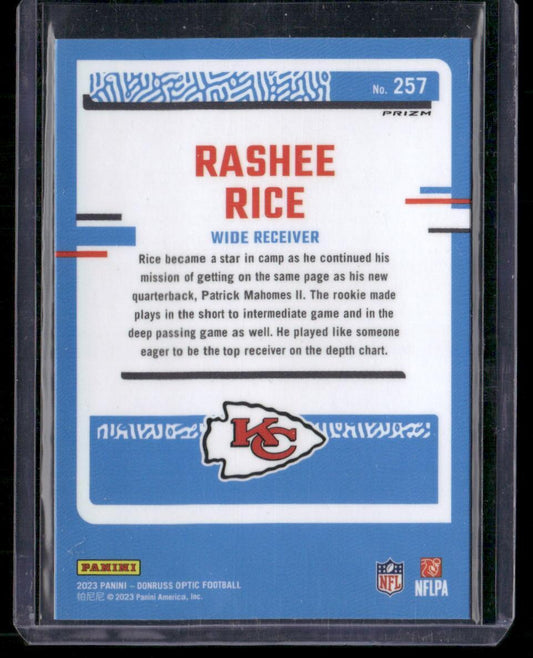 No. 257
PRIZM
RASHEE
RICE
WIDE RECEIVER
Rice became a star in camp as he continued his
mission of getting on the same page as his new
quarterback, Patrick Mahomes II. The rookie made
plays in the short to intermediate game and in the
deep passing game as well. He played like someone
eager to be the top receiver on the depth chart.
KC
PANINI
2023 PANINI – DONRUSS OPTIC FOOTBALL
帕尼尼 © 2023 Panini America, Inc.
NFL
NFLPA